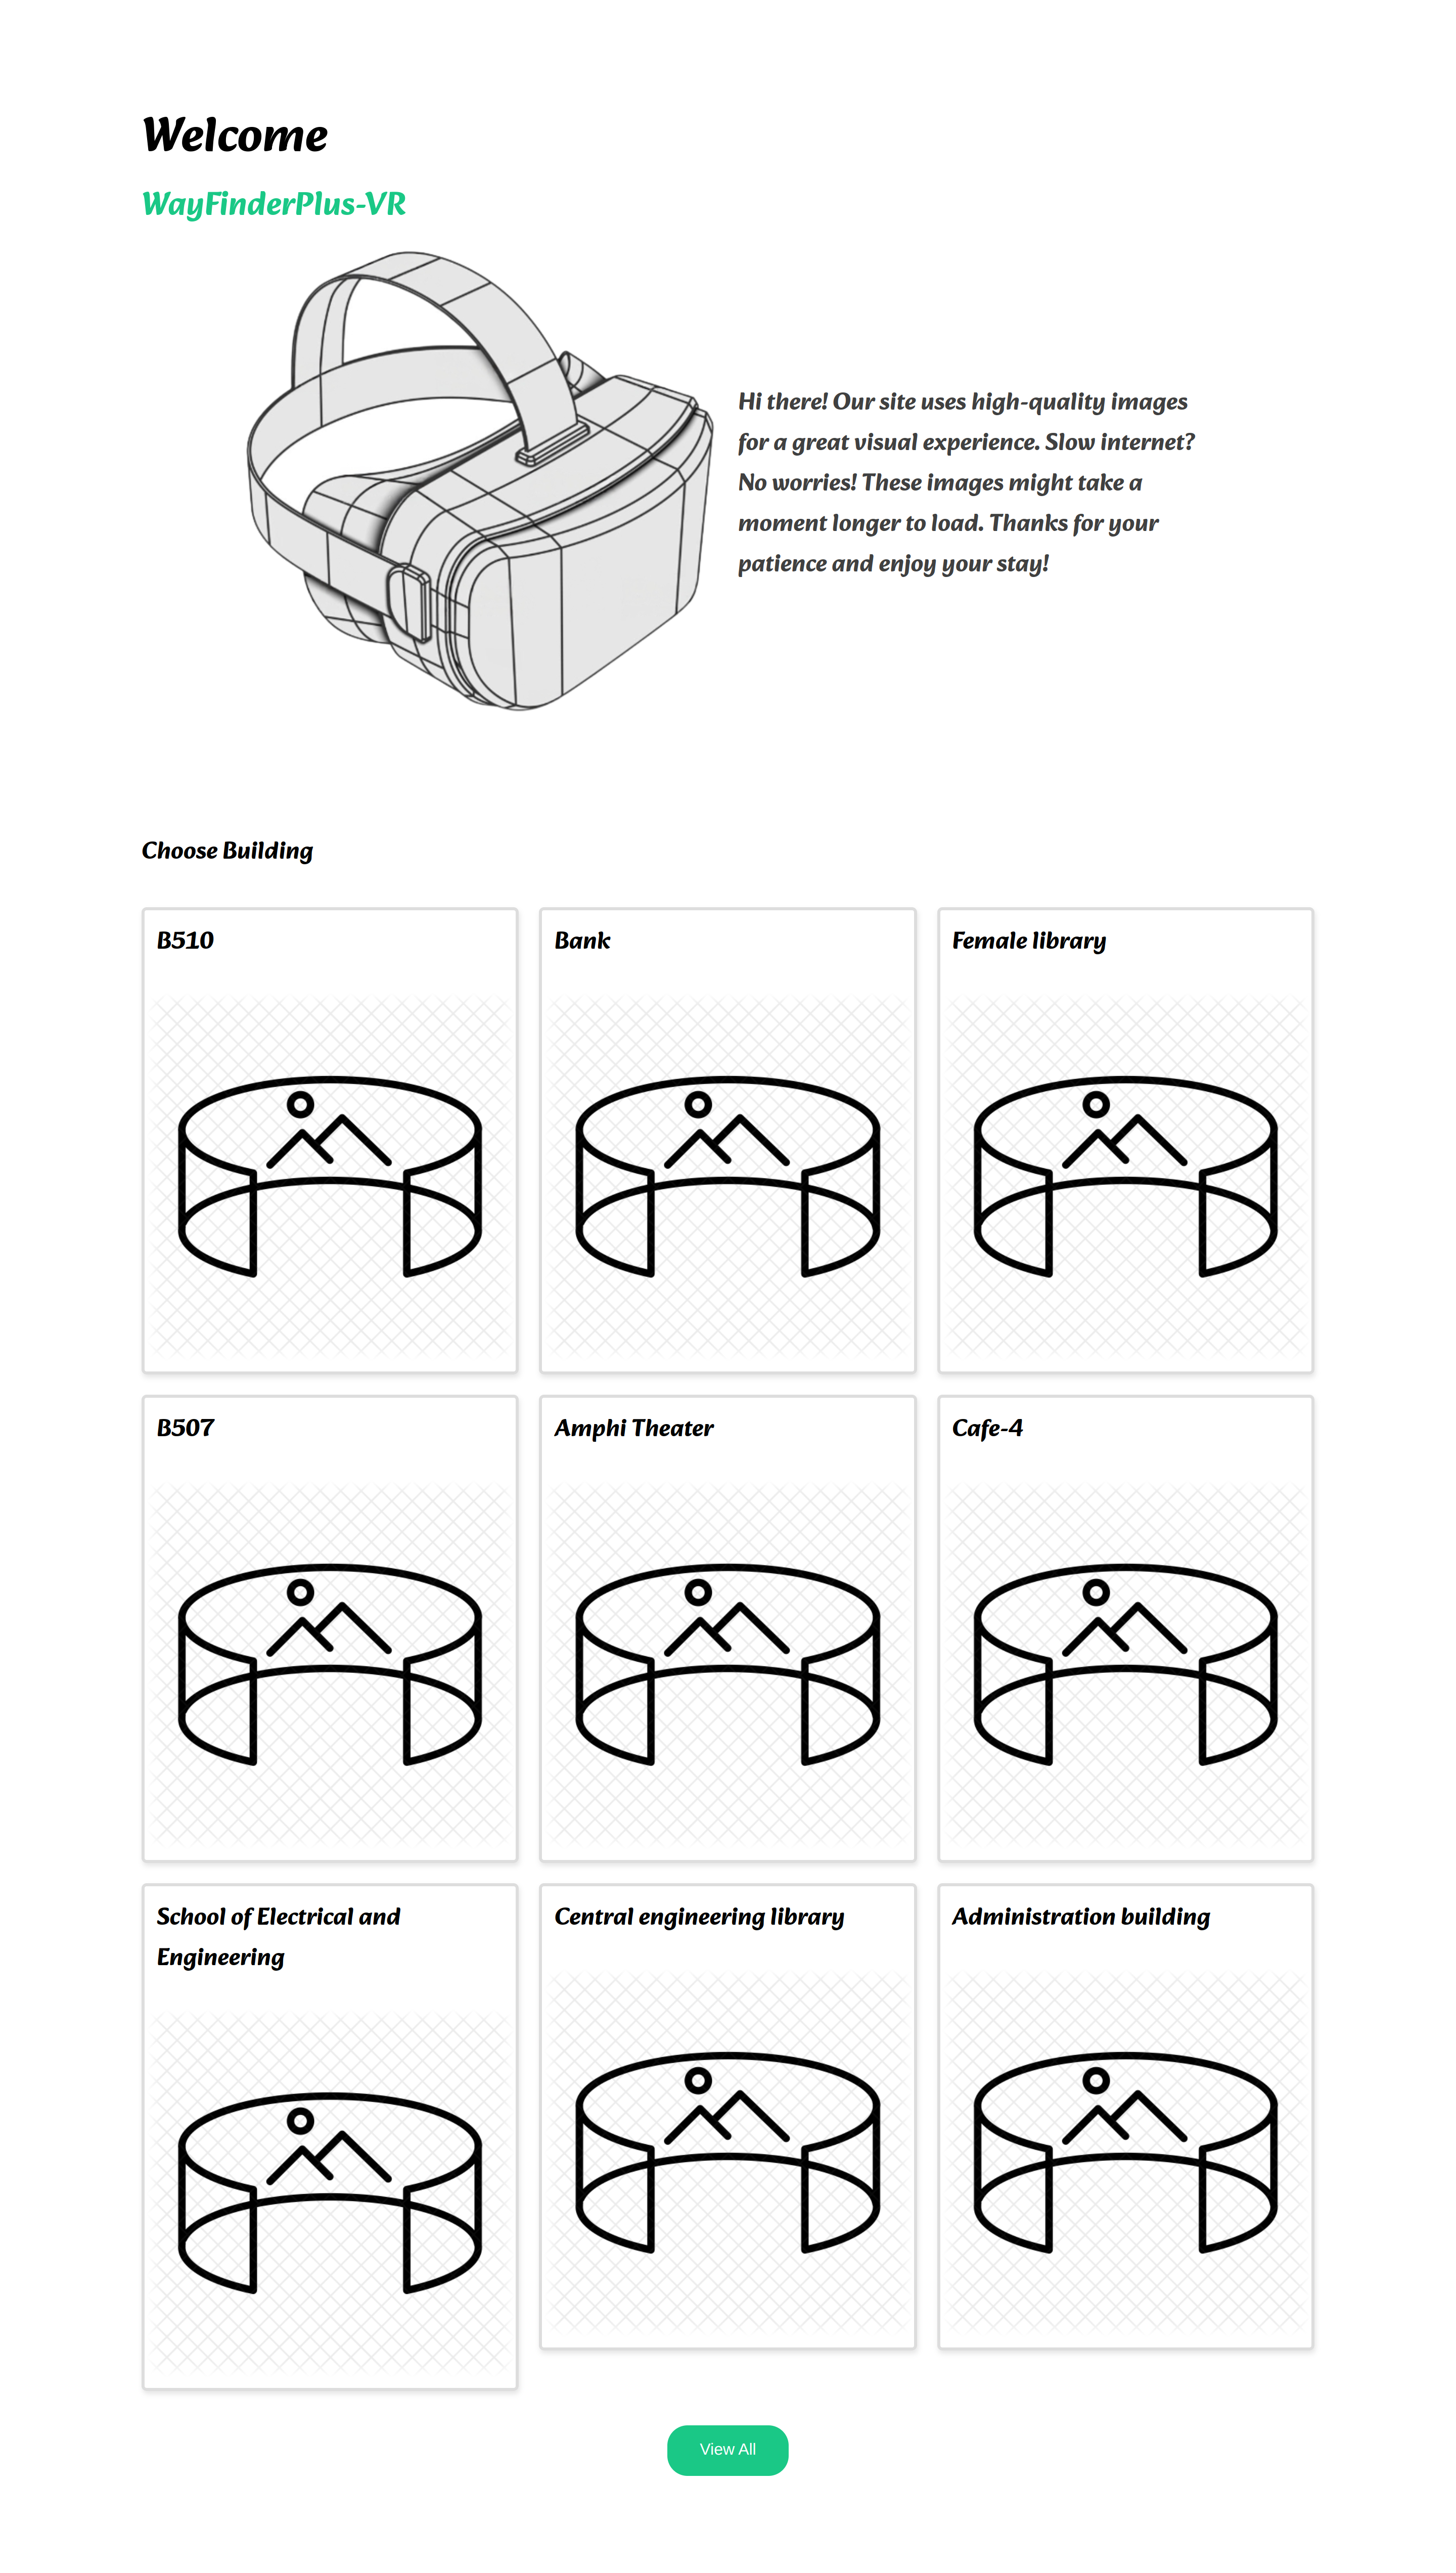 Welcome
WayFinderPlus-VR
Hi there! Our site uses high-quality images
for a great visual experience. Slow internet?
No worries! These images might take a
moment longer to load. Thanks for your
patience and enjoy your stay!
Choose Building
B510
Bank
Female library
B507
Amphi Theater
Cafe-4
School of Electrical and
Engineering
Central engineering library
Administration building
View All